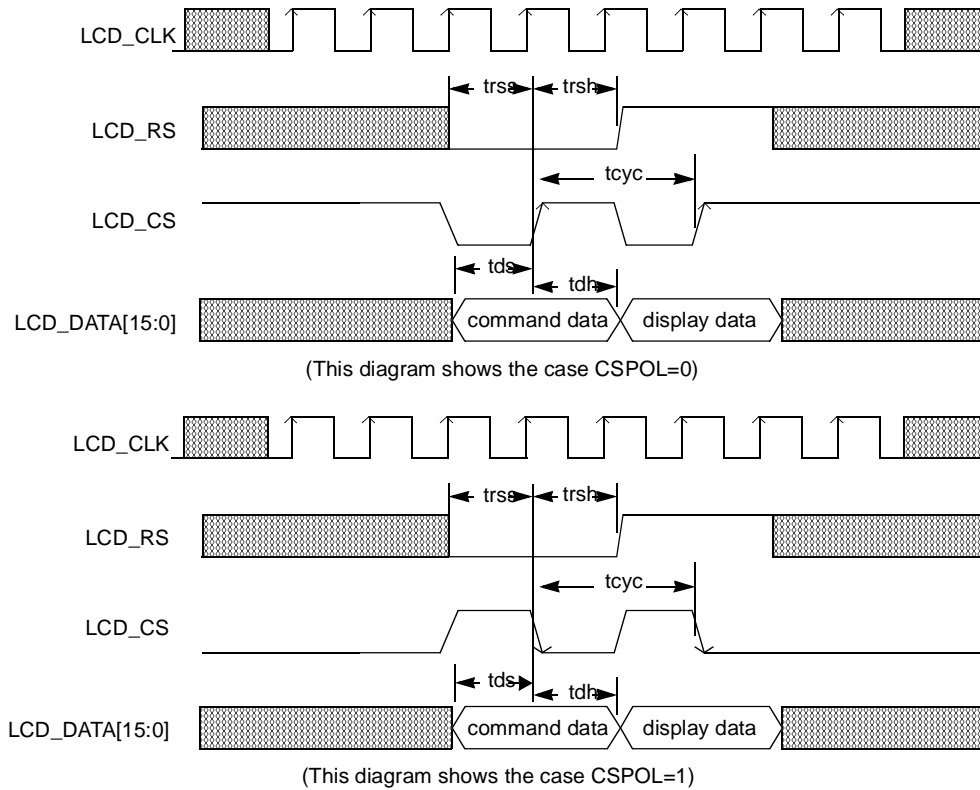 LCD_CLK
trss trsh
LCD_RS
tcyc
LCD_CS
tds
tdh
LCD_DATA[15:0] command data display data
(This diagram shows the case CSPOL=0)
LCD_CLK
trss trsh
LCD_RS
tcyc
LCD_CS
tds
tdh
LCD_DATA[15:0] command data display data
(This diagram shows the case CSPOL=1)